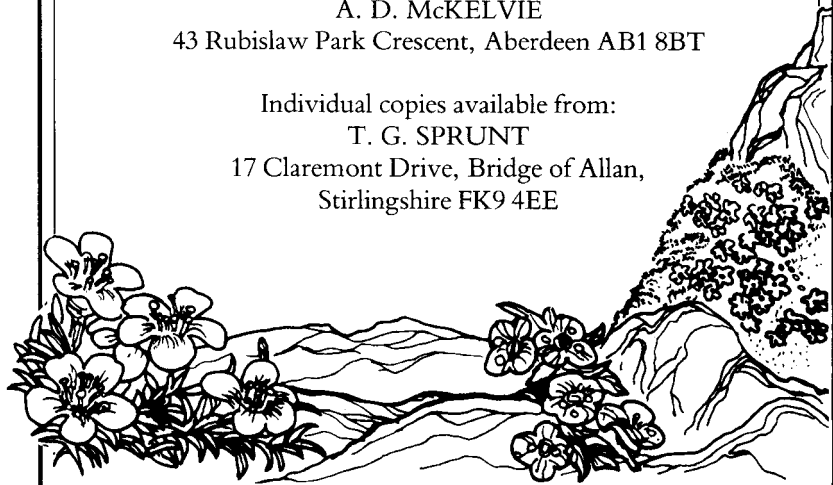 A. D. McKELVIE
43 Rubislaw Park Crescent, Aberdeen AB1 8BT
Individual copies available from:
T. G. SPRUNT
17 Claremont Drive, Bridge of Allan,
Stirlingshire FK9 4EE